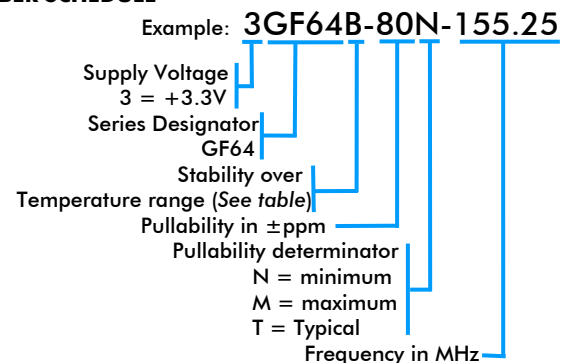 Example: 3GF64B-80N-155.25
Supply Voltage
3 = +3.3V
Series Designator
GF64
Stability over
Temperature range (See table)
Pullability in ±ppm
Pullability determinator
N = minimum
M = maximum
T = Typical
Frequency in MHz